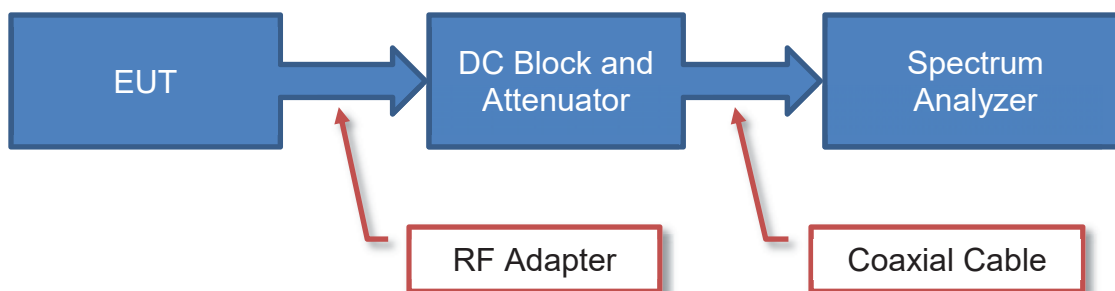 EUT
DC Block and
Attenuator
Spectrum
Analyzer
RF Adapter
Coaxial Cable